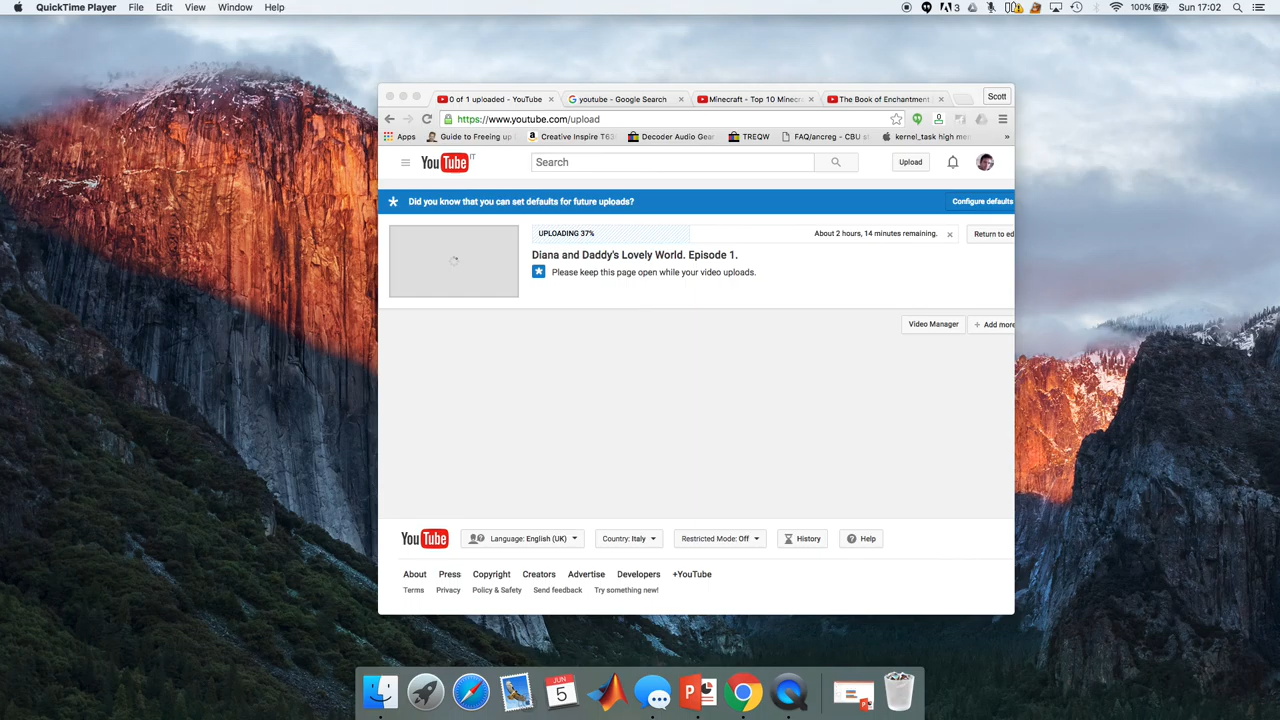 QuickTime Player File Edit View Window Help 3 100% Sun 17:02
0 of 1 uploaded - YouTube youtube - Google Search Minecraft - Top 10 Minecr The Book of Enchantment Scott
https://www.youtube.com/upload
Apps Guide to Freeing up Creative Inspire T63 Decoder Audio Gear TREQW FAQ/ancreg - CBU st kernel_task high me »
YouTube IT Search Upload
Did you know that you can set defaults for future uploads? Configure defaults
UPLOADING 37% About 2 hours, 14 minutes remaining. Return to ed
Diana and Daddy's Lovely World. Episode 1.
Please keep this page open while your video uploads.
Video Manager + Add more
YouTube Language: English (UK) Country: Italy Restricted Mode: Off History Help
About Press Copyright Creators Advertise Developers +YouTube
Terms Privacy Policy & Safety Send feedback Try something new!
JUN
5